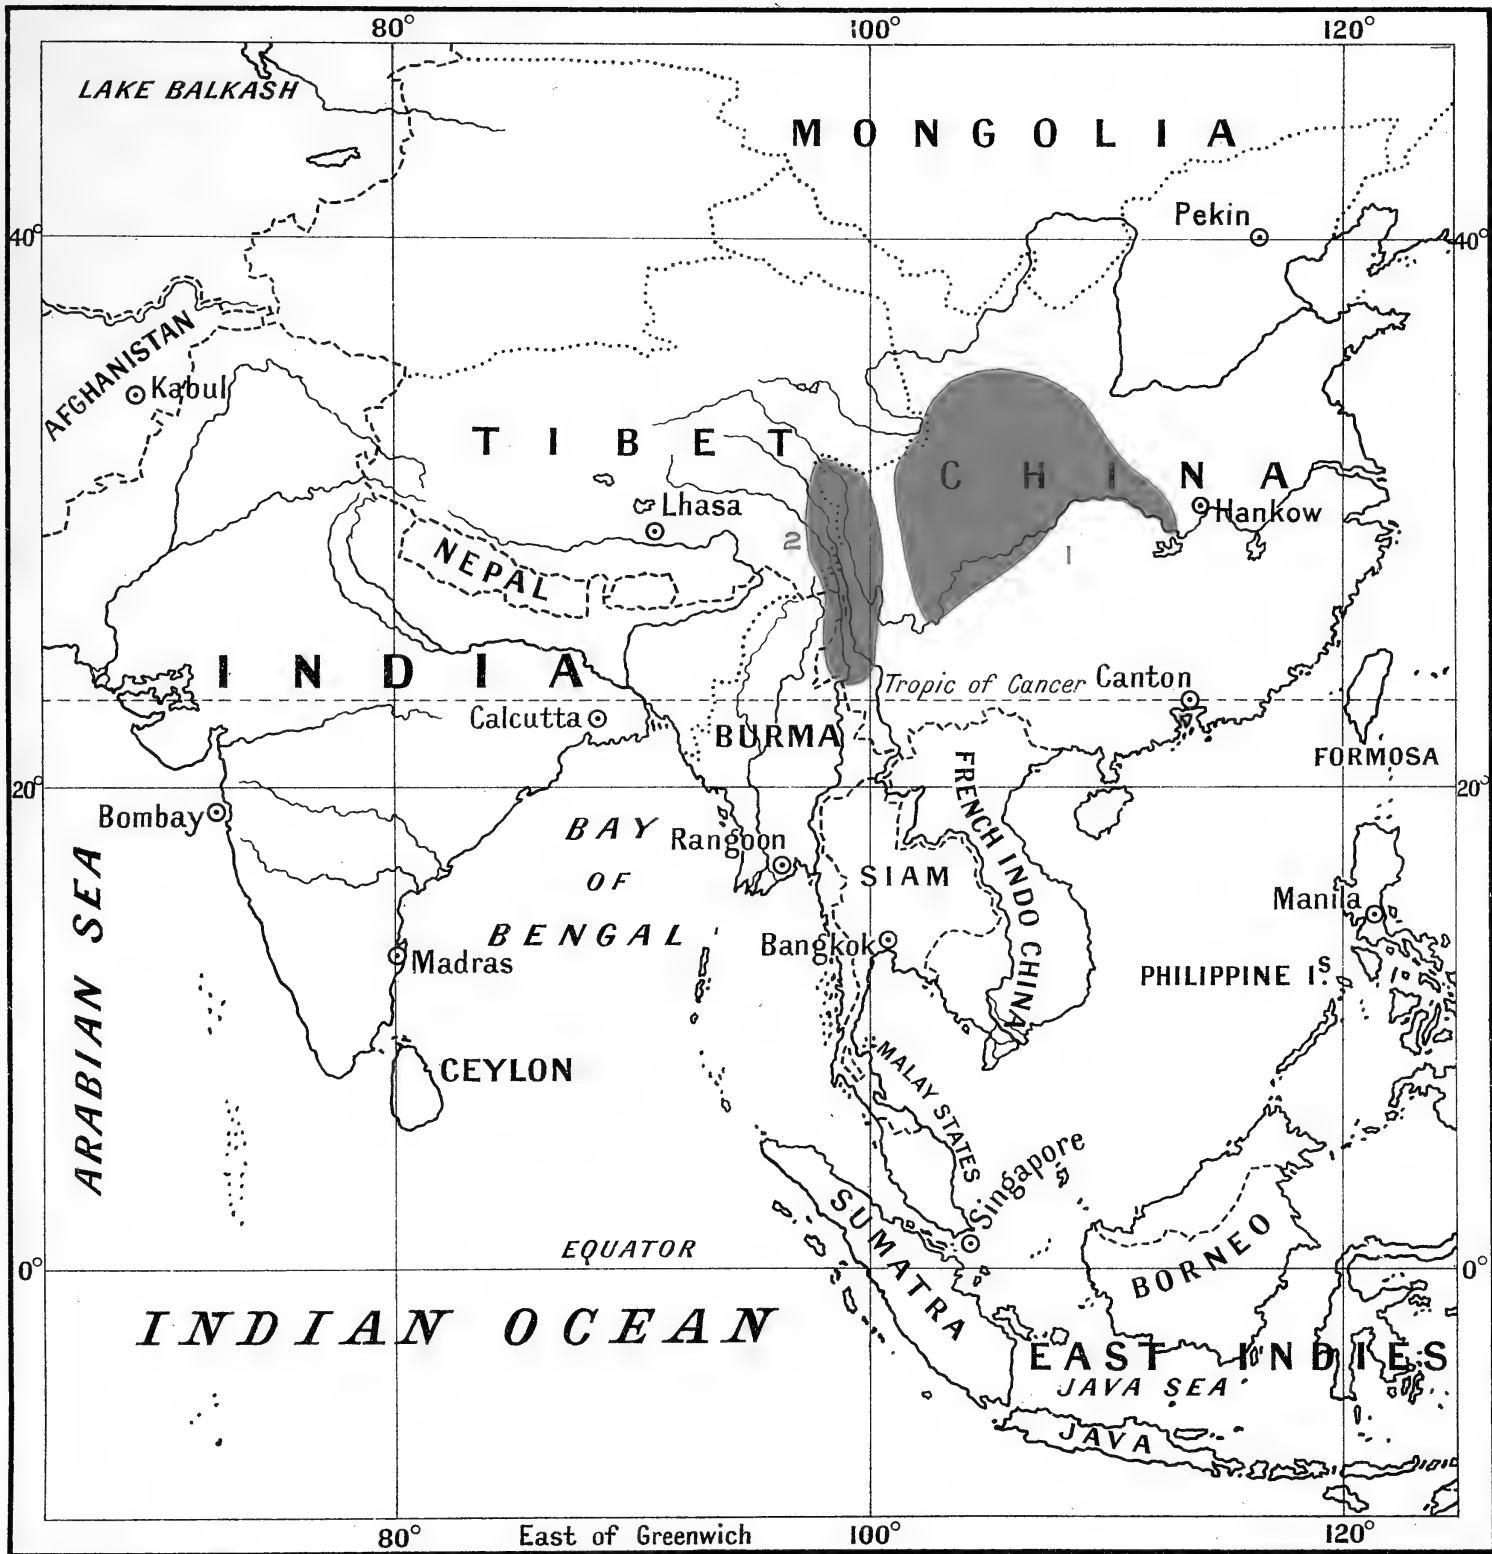 80° 100° 120°
LAKE BALKASH
MONGOLIA
Pekin
40° 40°
AFGHANISTAN
Kabul
TIBET
CHINA
Lhasa
Hankow
2
1
NEPAL
INDIA
Tropic of Cancer
Canton
Calcutta
BURMA
FORMOSA
20° 20°
Bombay
BAY
OF
BENGAL
Rangoon
SIAM
FRENCH INDO CHINA
Manila
ARABIAN SEA
Madras
Bangkok
PHILIPPINE Is.
CEYLON
MALAY STATES
Singapore
SUMATRA
BORNEO
EQUATOR
0° 0°
INDIAN OCEAN
EAST INDIES
JAVA SEA
JAVA
80° East of Greenwich 100° 120°